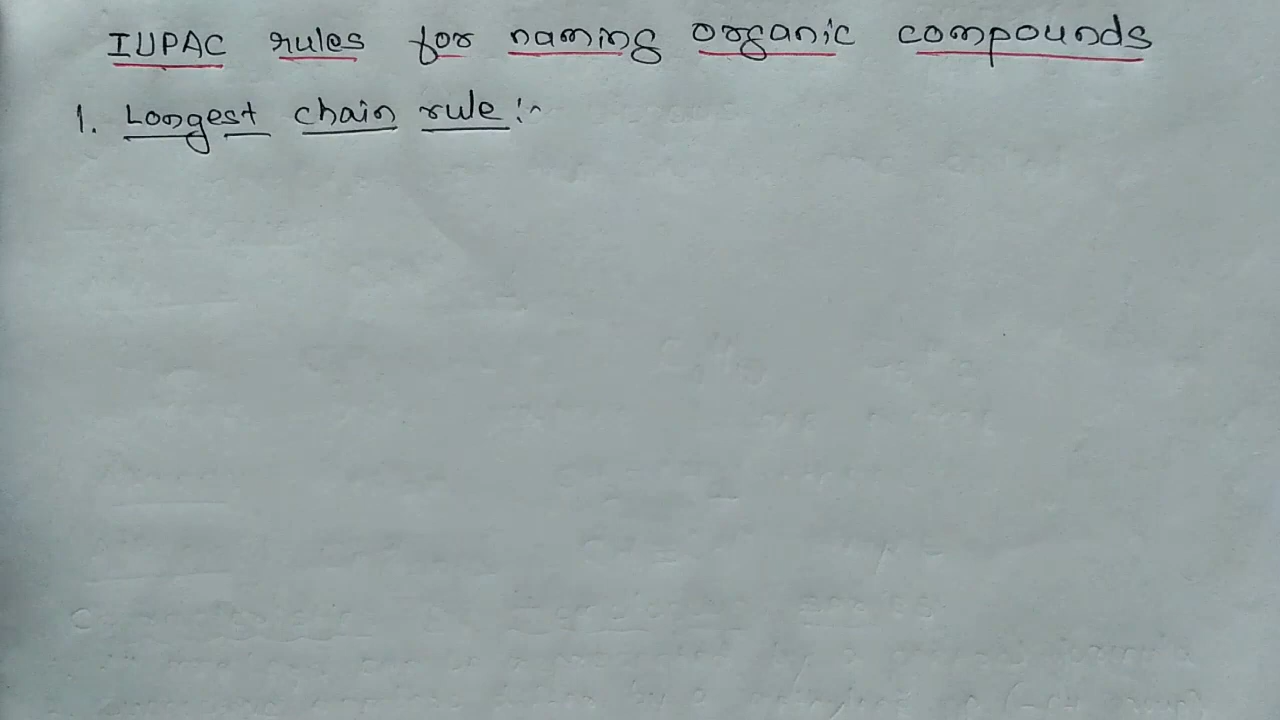 IUPAC rules for naming organic compounds
1. Longest chain rule :-